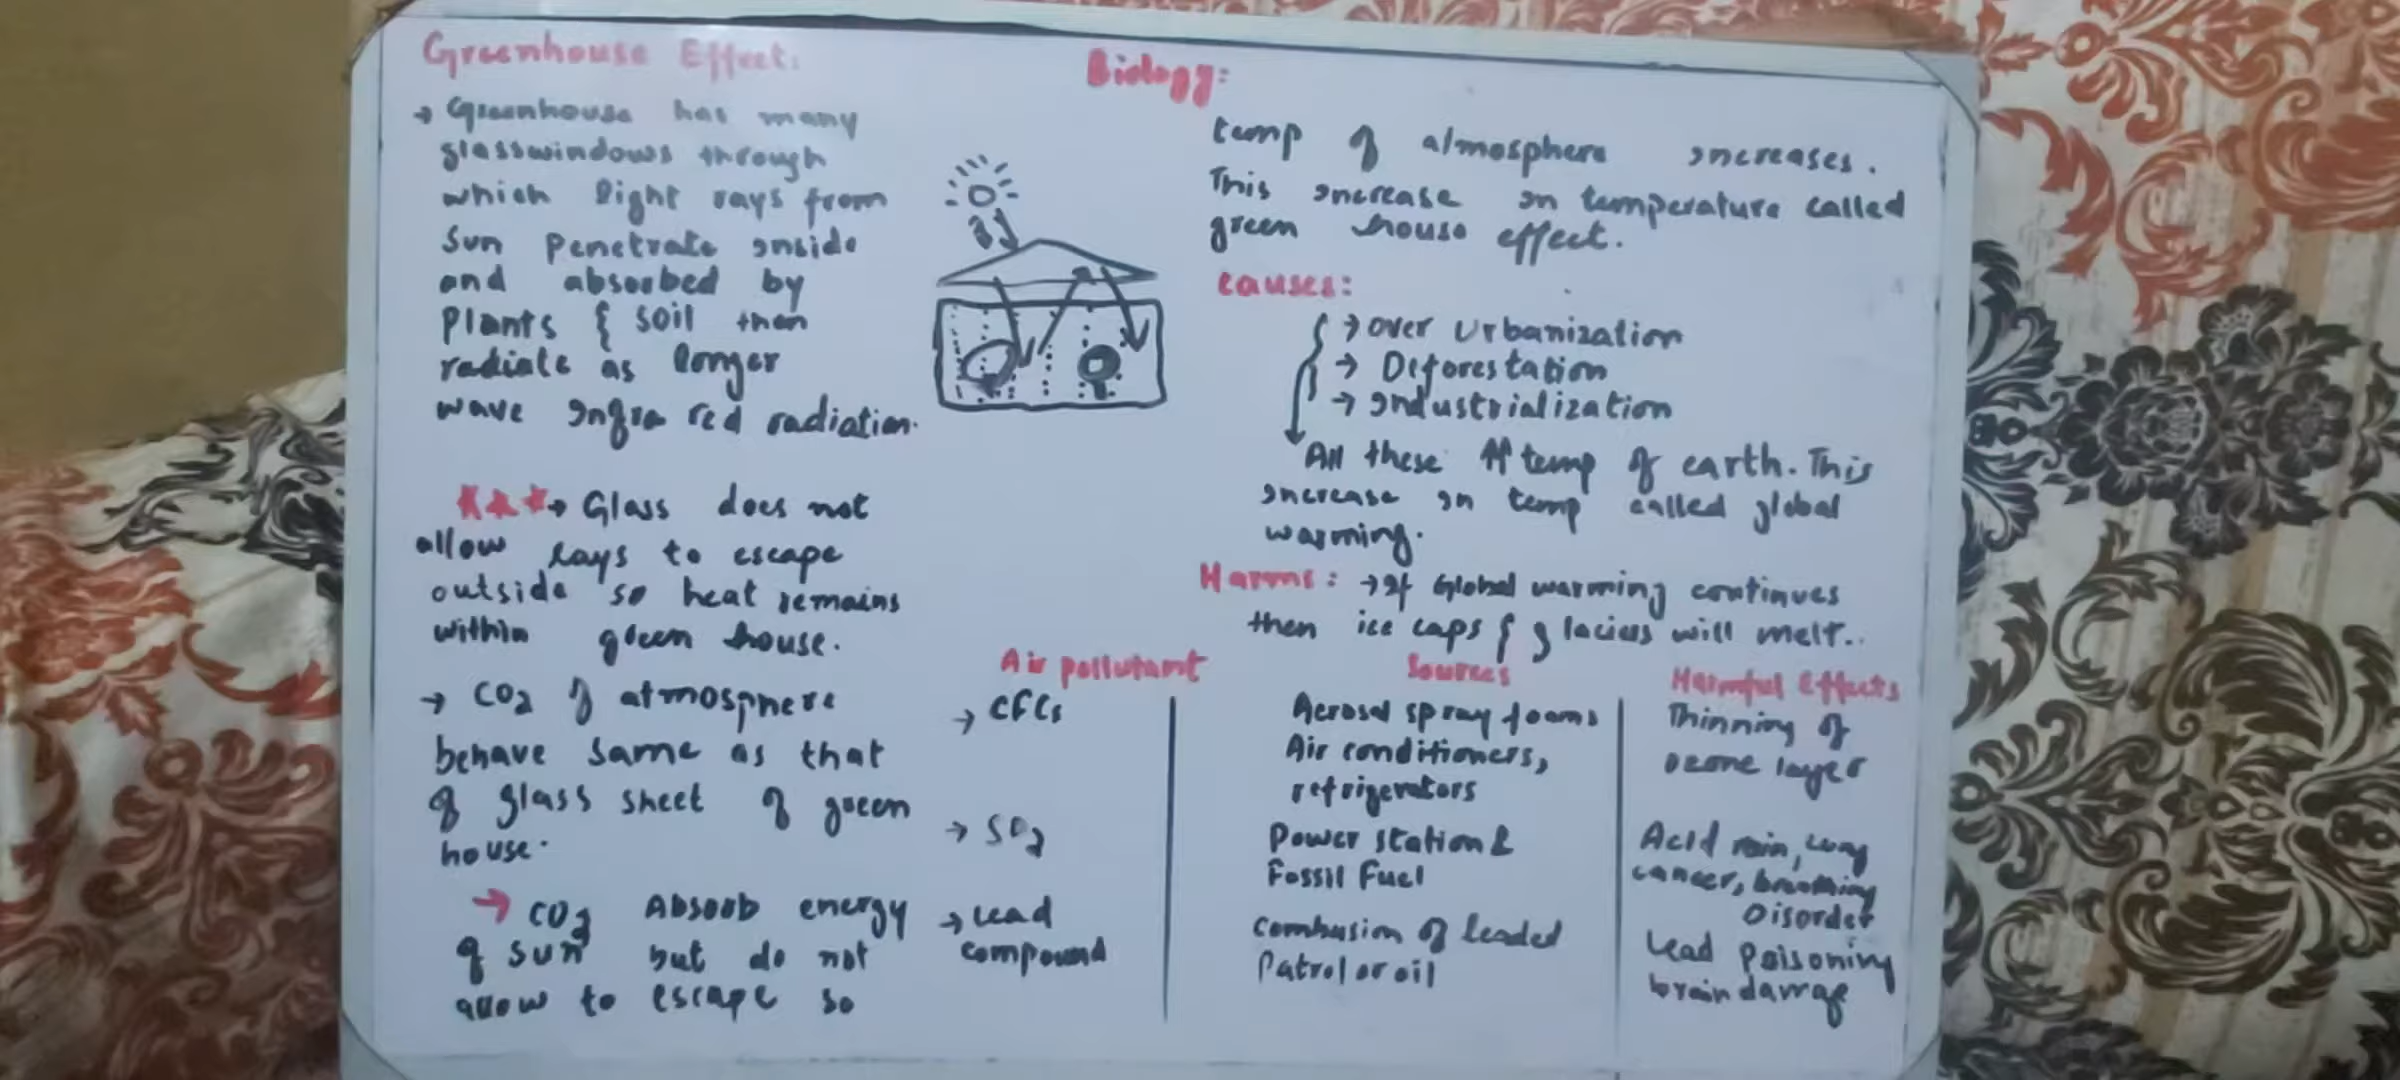 Greenhouse Effect:
→ Greenhouse has many
glasswindows through
which light rays from
Sun Penetrate inside
and absorbed by
Plants & soil then
radiate as longer
wave infra red radiation.
→ Glass does not
allow rays to escape
outside so heat remains
within green house.
→ CO2 of atmosphere
behave same as that
of glass sheet of green
house.
→ CO2 Absorb energy
of sun but do not
allow to escape so
Biology:
temp of atmosphere increases.
This increase in temperature called
green house effect.
Causes:
→ over Urbanization
→ Deforestation
→ industrialization
All these ⇈ temp of earth. This
increase in temp called global
warming.
Harms: → If Global warming continues
then ice caps & glaciers will melt..
Air pollutant Sources Harmful Effects
→ CFCs Aerosol spray foams Thinning of
Air conditioners, ozone layer
refrigerators
→ SO2 Power station & Acid rain, lung
Fossil Fuel cancer, breathing
Disorder
→ Lead Combusion of leaded Lead Poisoning
compound Patrol or oil brain damage